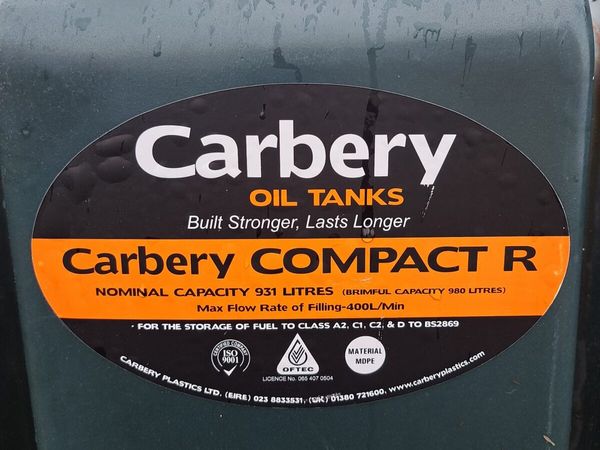 Carbery
OIL TANKS
Built Stronger, Lasts Longer
Carbery COMPACT R
NOMINAL CAPACITY 931 LITRES (BRIMFUL CAPACITY 980 LITRES)
Max Flow Rate of Filling-400L/Min
· FOR THE STORAGE OF FUEL TO CLASS A2, C1, C2, & D TO BS2869
CERTIFIED COMPANY
ISO
9001
OFTEC
LICENCE No. 065 407 0504
MATERIAL
MDPE
CARBERY PLASTICS LTD. (EIRE) 023 8833531, (UK) 01380 721600, www.carberyplastics.com